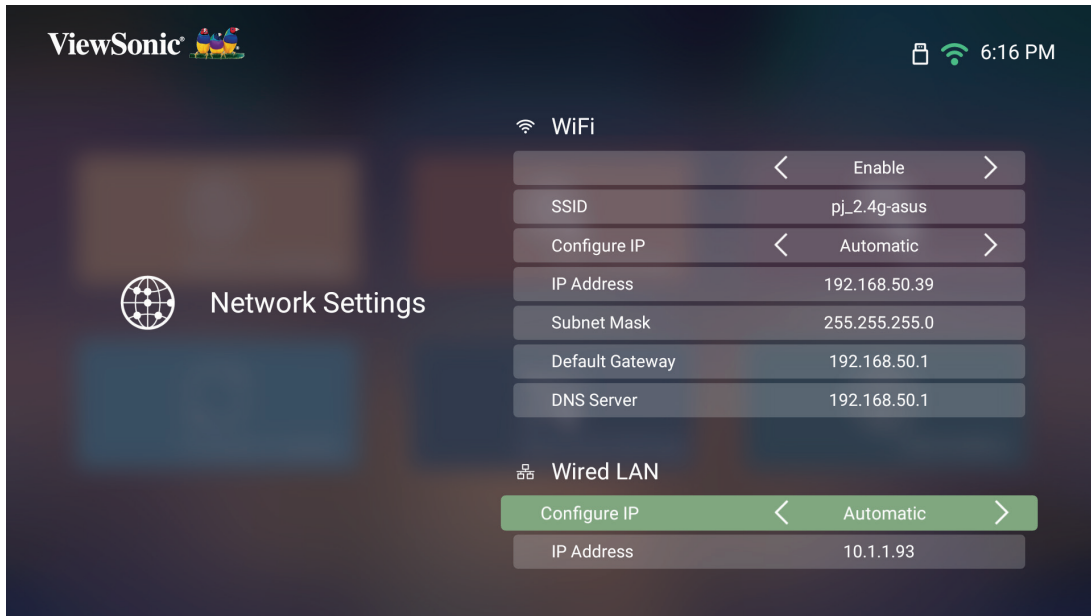 ViewSonic®
6:16 PM
WiFi
Enable
SSID pj_2.4g-asus
Configure IP Automatic
IP Address 192.168.50.39
Subnet Mask 255.255.255.0
Default Gateway 192.168.50.1
DNS Server 192.168.50.1
Network Settings
Wired LAN
Configure IP Automatic
IP Address 10.1.1.93